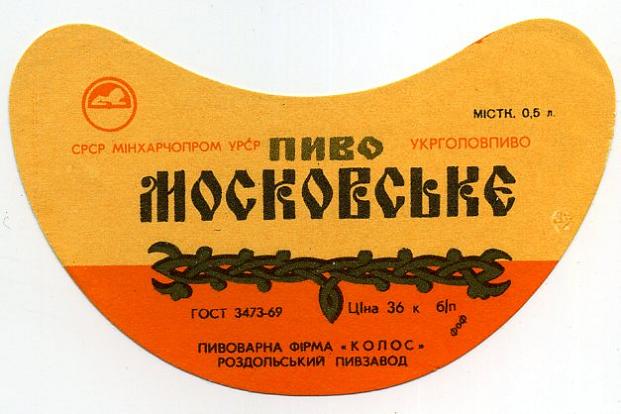 МІСТК. 0,5 л.
СРСР МІНХАРЧОПРОМ УРСР ПИВО УКРГОЛОВПИВО
МОСКОВСЬКЕ
ГОСТ 3473-69 Ціна 36 к б/п
ФОФ
ПИВОВАРНА ФІРМА «КОЛОС»
РОЗДОЛЬСЬКИЙ ПИВЗАВОД